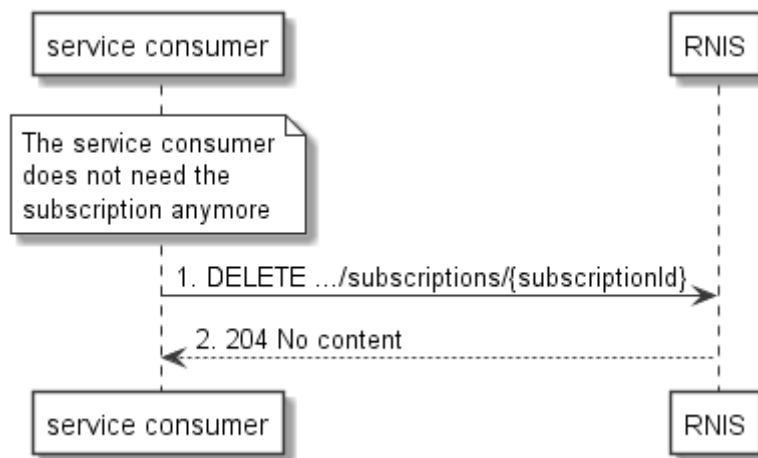 service consumer
RNIS
The service consumer
does not need the
subscription anymore
1. DELETE .../subscriptions/{subscriptionId}
2. 204 No content
service consumer
RNIS